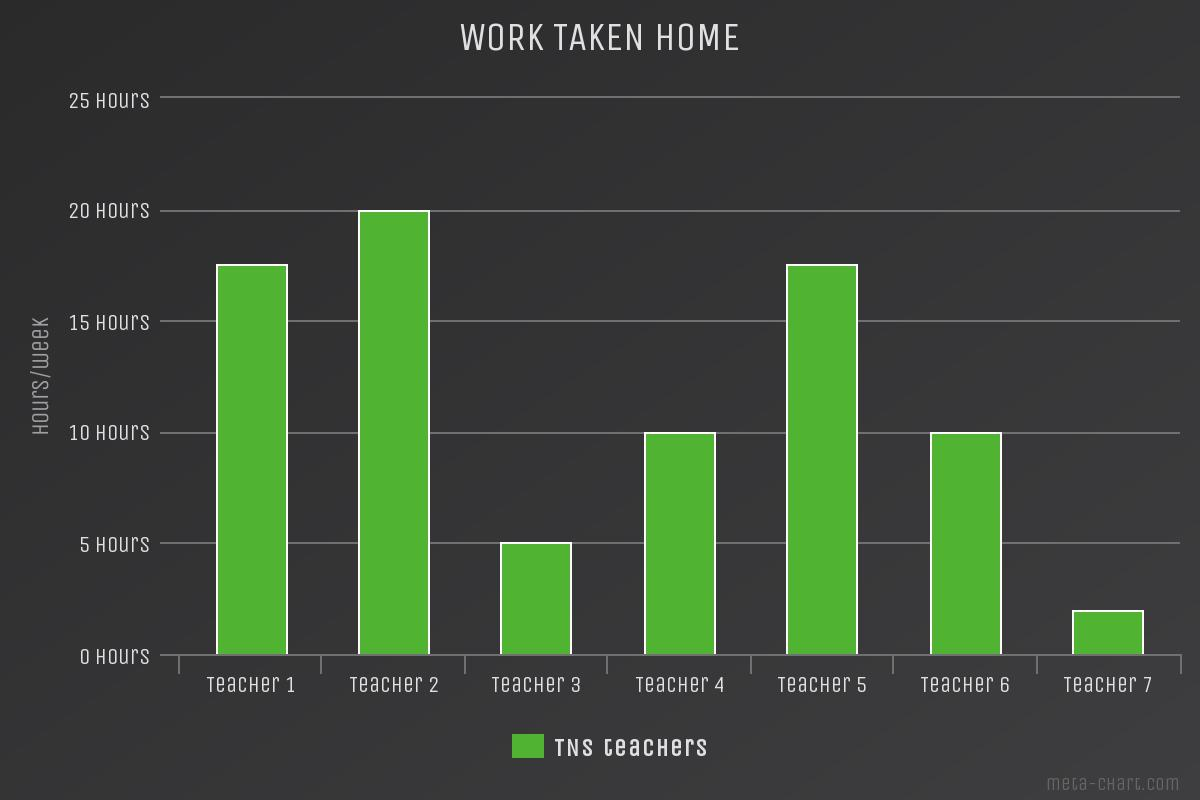 WORK TAKEN HOME
25 Hours
20 Hours
15 Hours
10 Hours
5 Hours
0 Hours
Hours/week
Teacher 1
Teacher 2
Teacher 3
Teacher 4
Teacher 5
Teacher 6
Teacher 7
TNS teachers
meta-chart.com